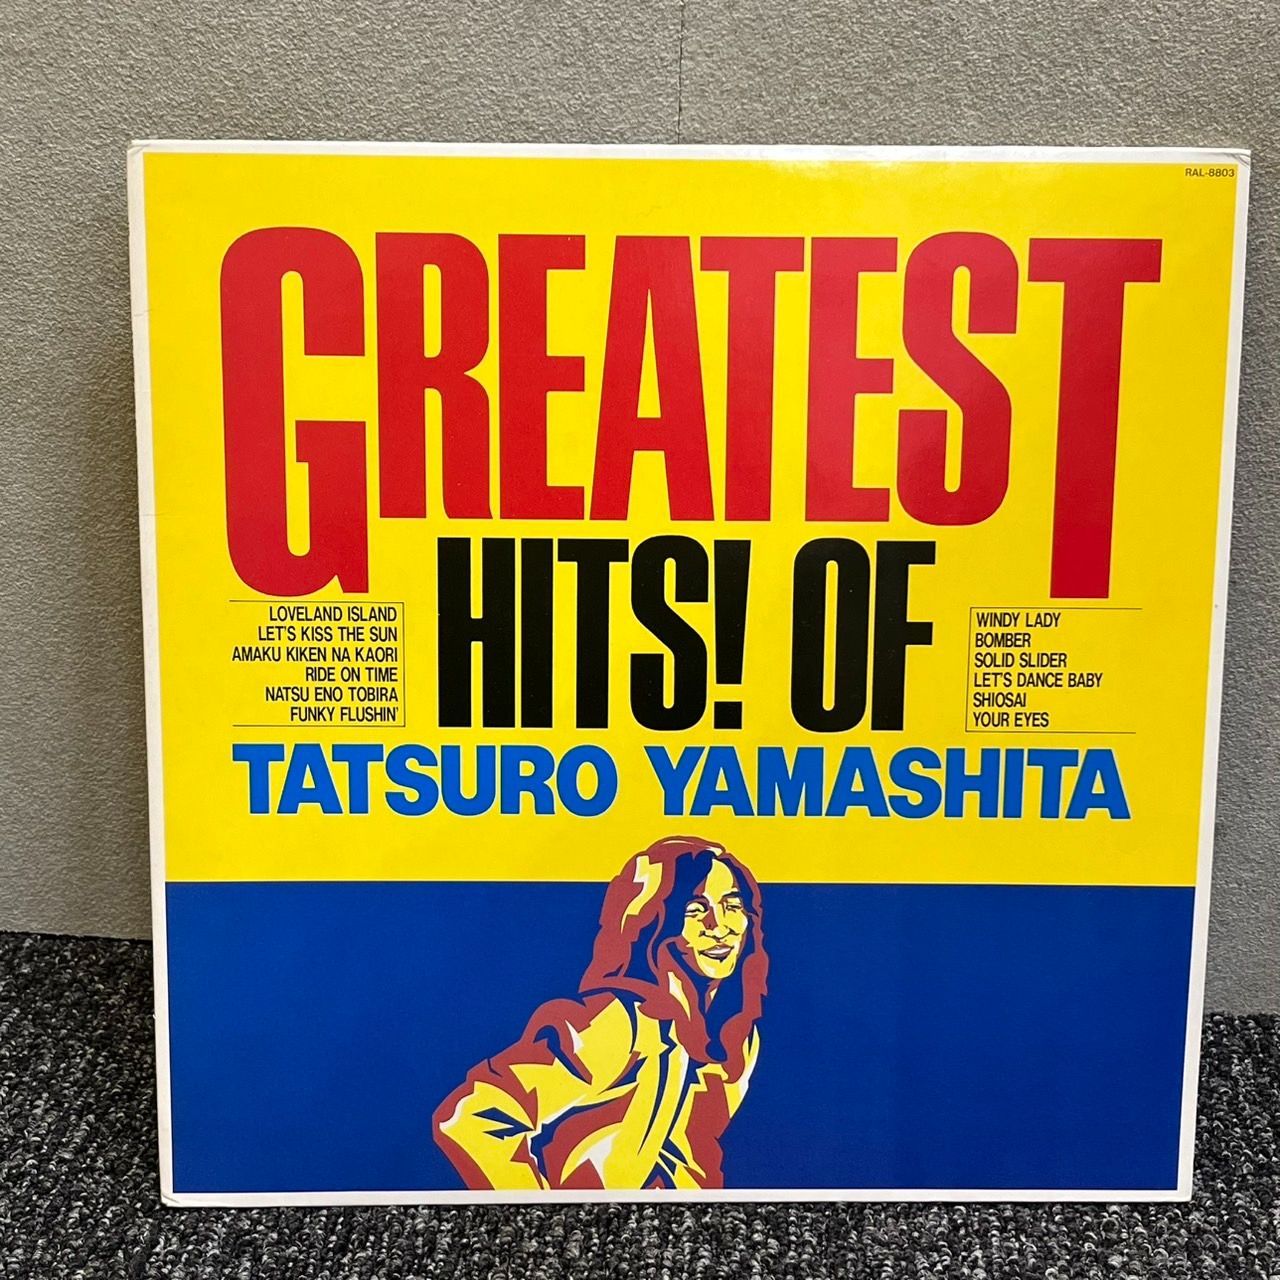 RAL-8803
GREATEST
HITS! OF
LOVELAND ISLAND
LET'S KISS THE SUN
AMAKU KIKEN NA KAORI
RIDE ON TIME
NATSU ENO TOBIRA
FUNKY FLUSHIN'
WINDY LADY
BOMBER
SOLID SLIDER
LET'S DANCE BABY
SHIOSAI
YOUR EYES
TATSURO YAMASHITA